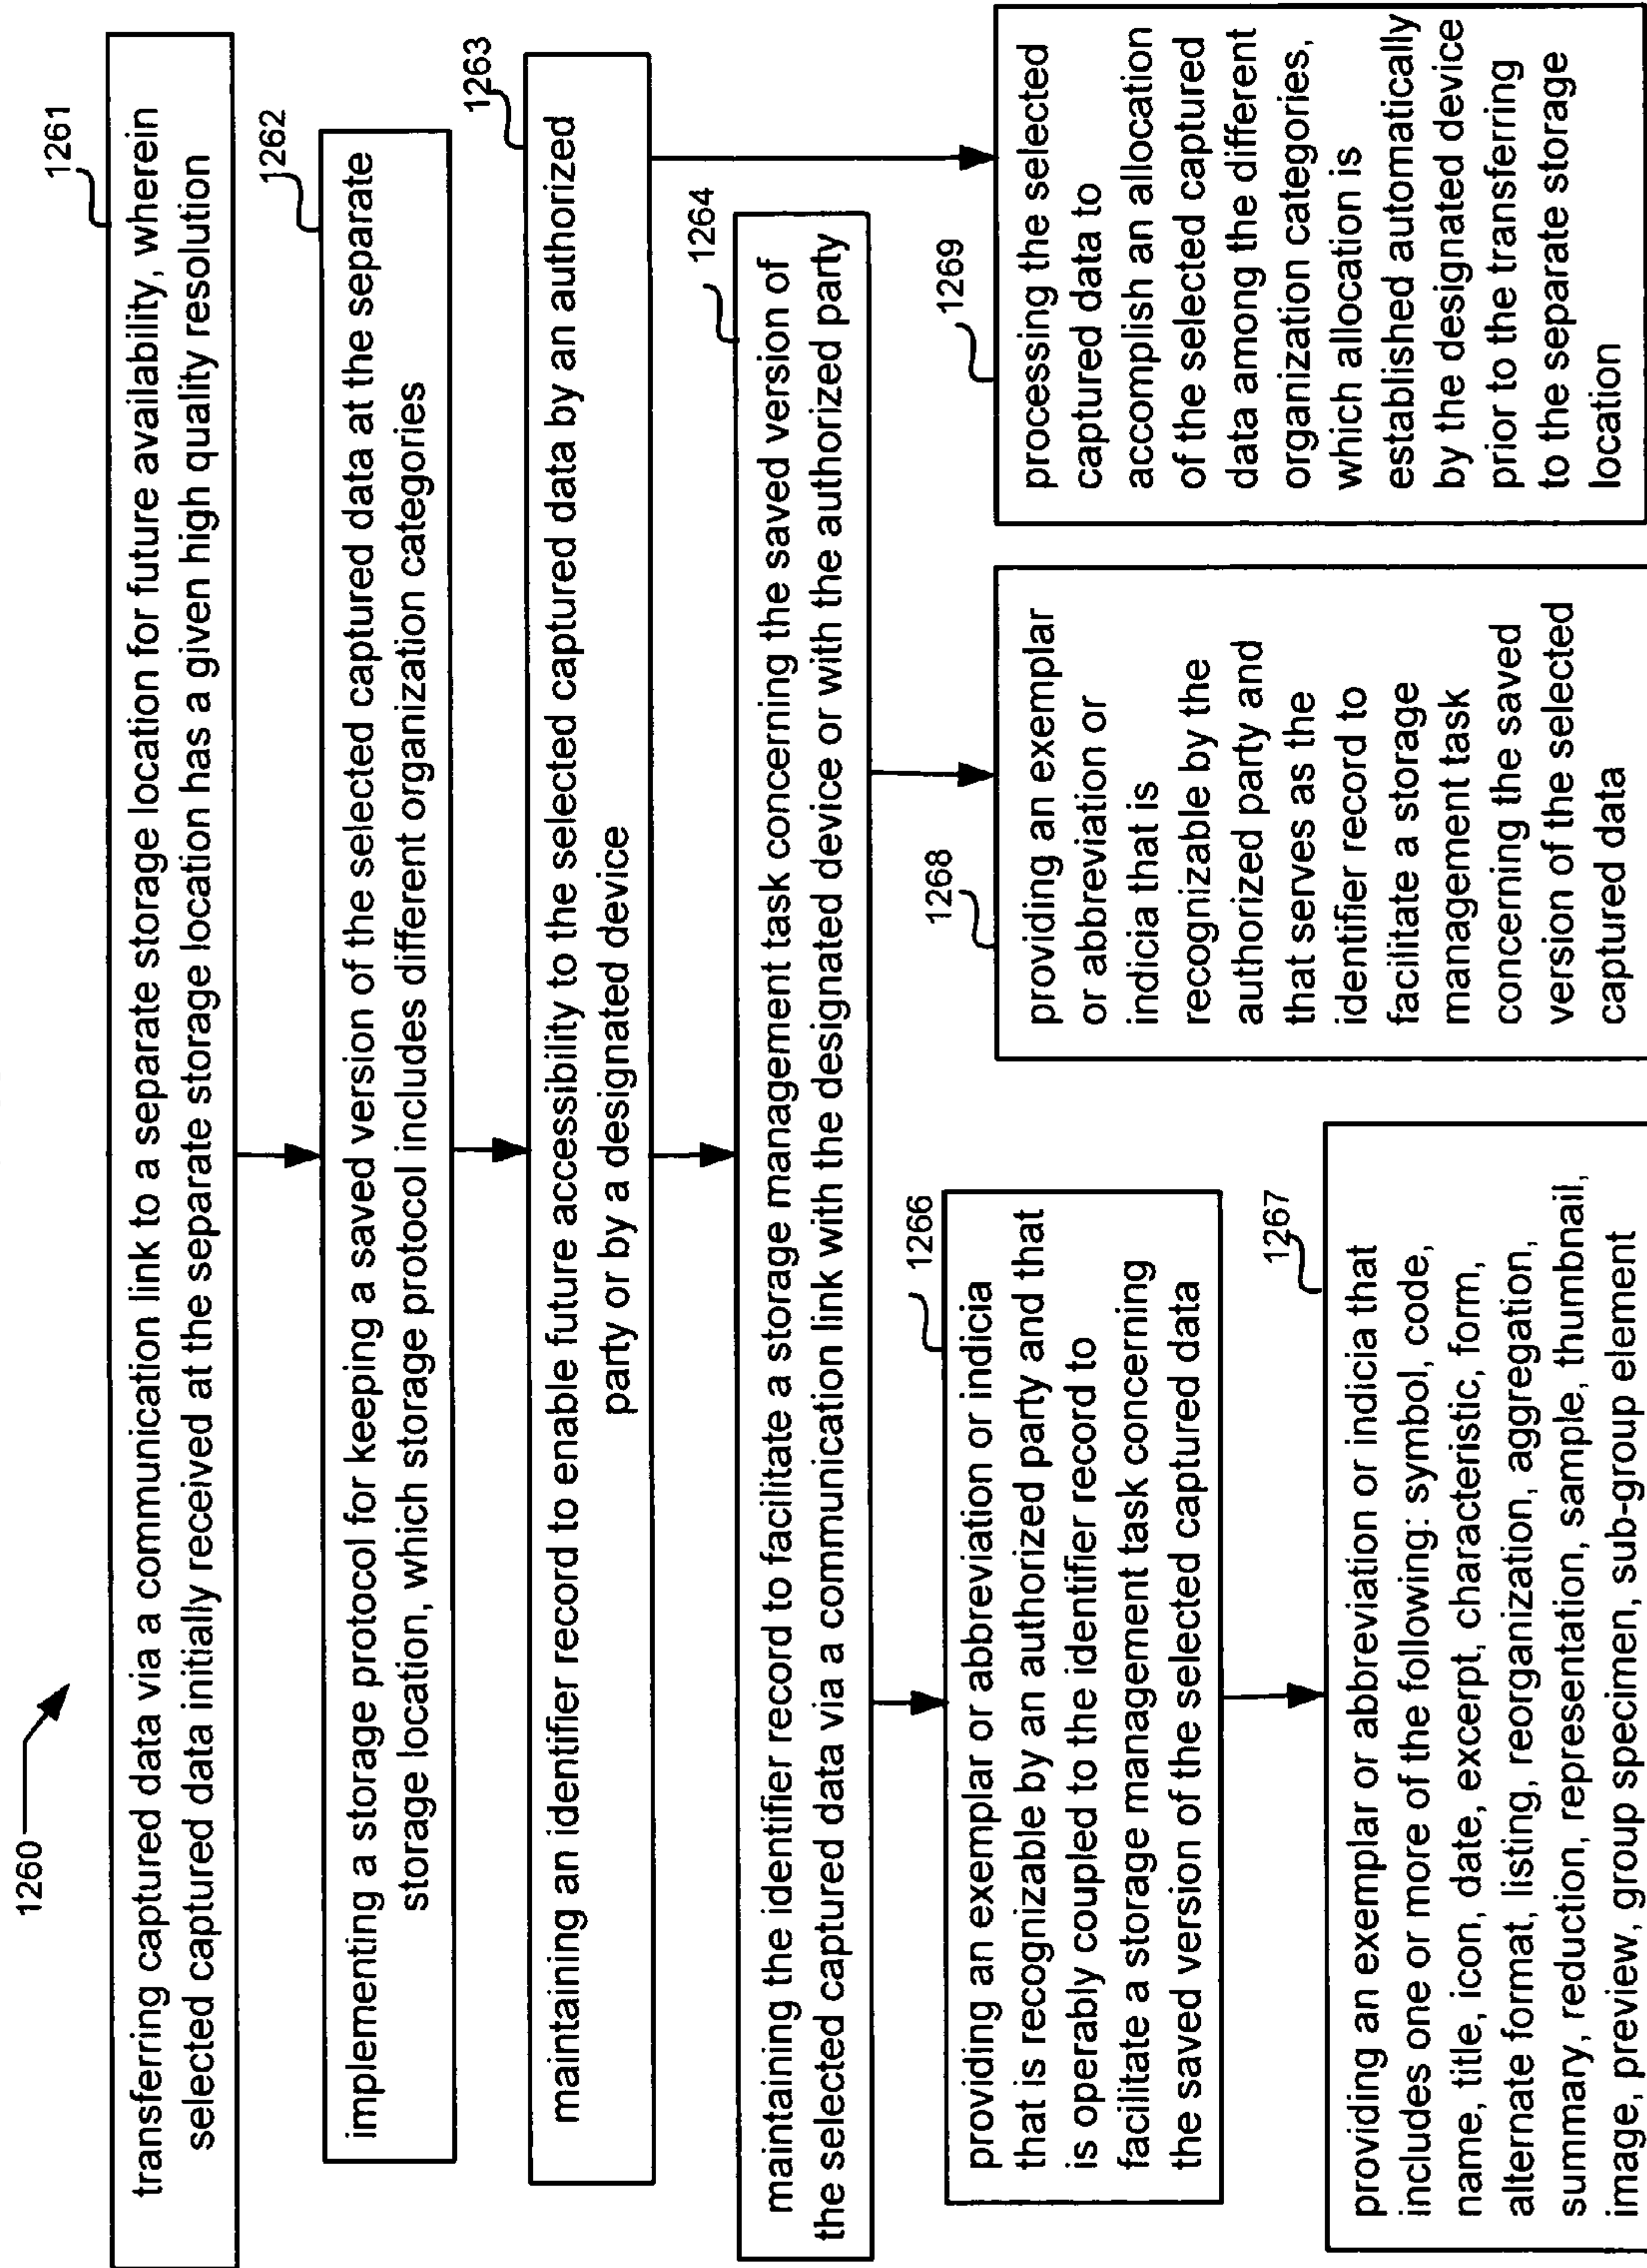 1260
1261
transferring captured data via a communication link to a separate storage location for future availability, wherein
selected captured data initially received at the separate storage location has a given high quality resolution
1262
implementing a storage protocol for keeping a saved version of the selected captured data at the separate
storage location, which storage protocol includes different organization categories
1263
maintaining an identifier record to enable future accessibility to the selected captured data by an authorized
party or by a designated device
1264
maintaining the identifier record to facilitate a storage management task concerning the saved version of
the selected captured data via a communication link with the designated device or with the authorized party
1266
providing an exemplar or abbreviation or indicia
that is recognizable by an authorized party and that
is operably coupled to the identifier record to
facilitate a storage management task concerning
the saved version of the selected captured data
1267
providing an exemplar or abbreviation or indicia that
includes one or more of the following: symbol, code,
name, title, icon, date, excerpt, characteristic, form,
alternate format, listing, reorganization, aggregation,
summary, reduction, representation, sample, thumbnail,
image, preview, group specimen, sub-group element
1268
providing an exemplar
or abbreviation or
indicia that is
recognizable by the
authorized party and
that serves as the
identifier record to
facilitate a storage
management task
concerning the saved
version of the selected
captured data
1269
processing the selected
captured data to
accomplish an allocation
of the selected captured
data among the different
organization categories,
which allocation is
established automatically
by the designated device
prior to the transferring
to the separate storage
location